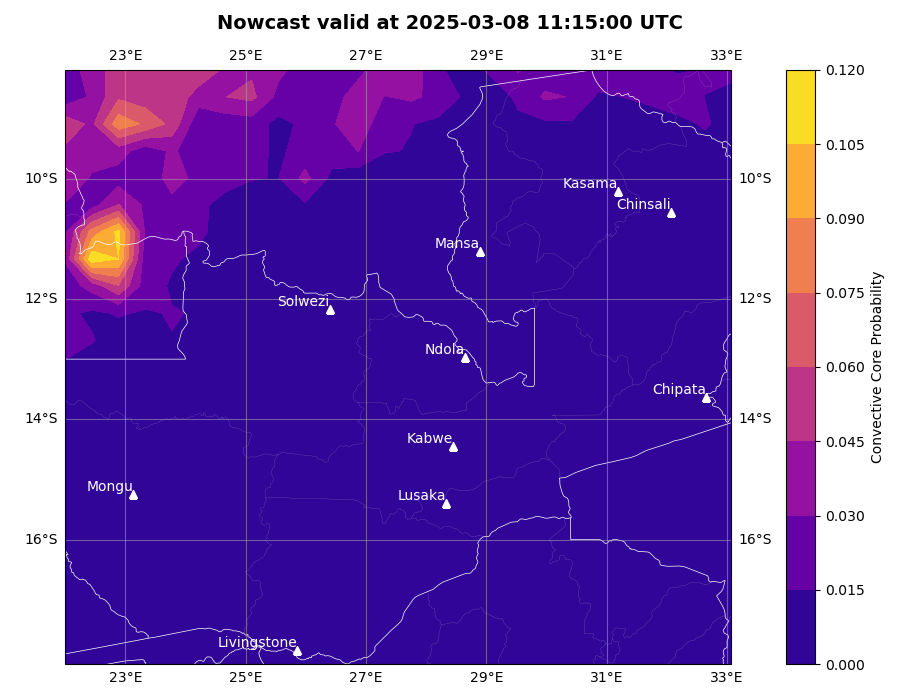 Nowcast valid at 2025-03-08 11:15:00 UTC
23°E 25°E 27°E 29°E 31°E 33°E
0.120
0.105
10°S 10°S
Kasama
Chinsali
0.090
Mansa
12°S 12°S
Solwezi
0.075
Ndola
0.060
Chipata
Convective Core Probability
14°S 14°S
Kabwe
0.045
Mongu
Lusaka
0.030
16°S 16°S
0.015
Livingstone
0.000
23°E 25°E 27°E 29°E 31°E 33°E